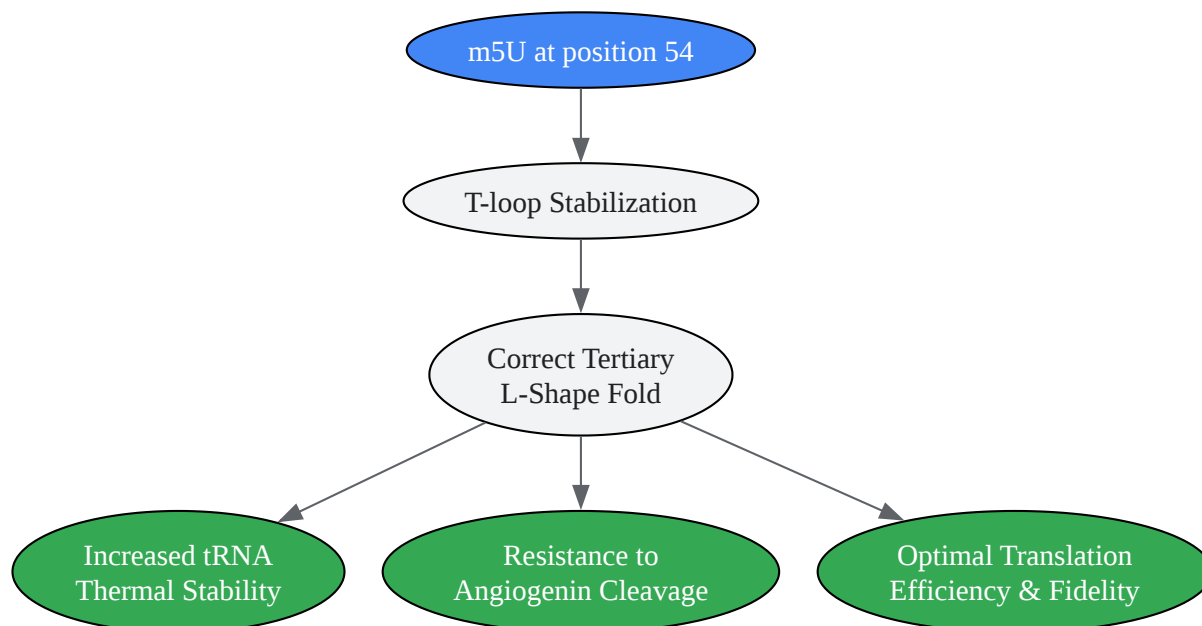 m5U at position 54
T-loop Stabilization
Correct Tertiary
L-Shape Fold
Increased tRNA
Thermal Stability
Resistance to
Angiogenin Cleavage
Optimal Translation
Efficiency & Fidelity